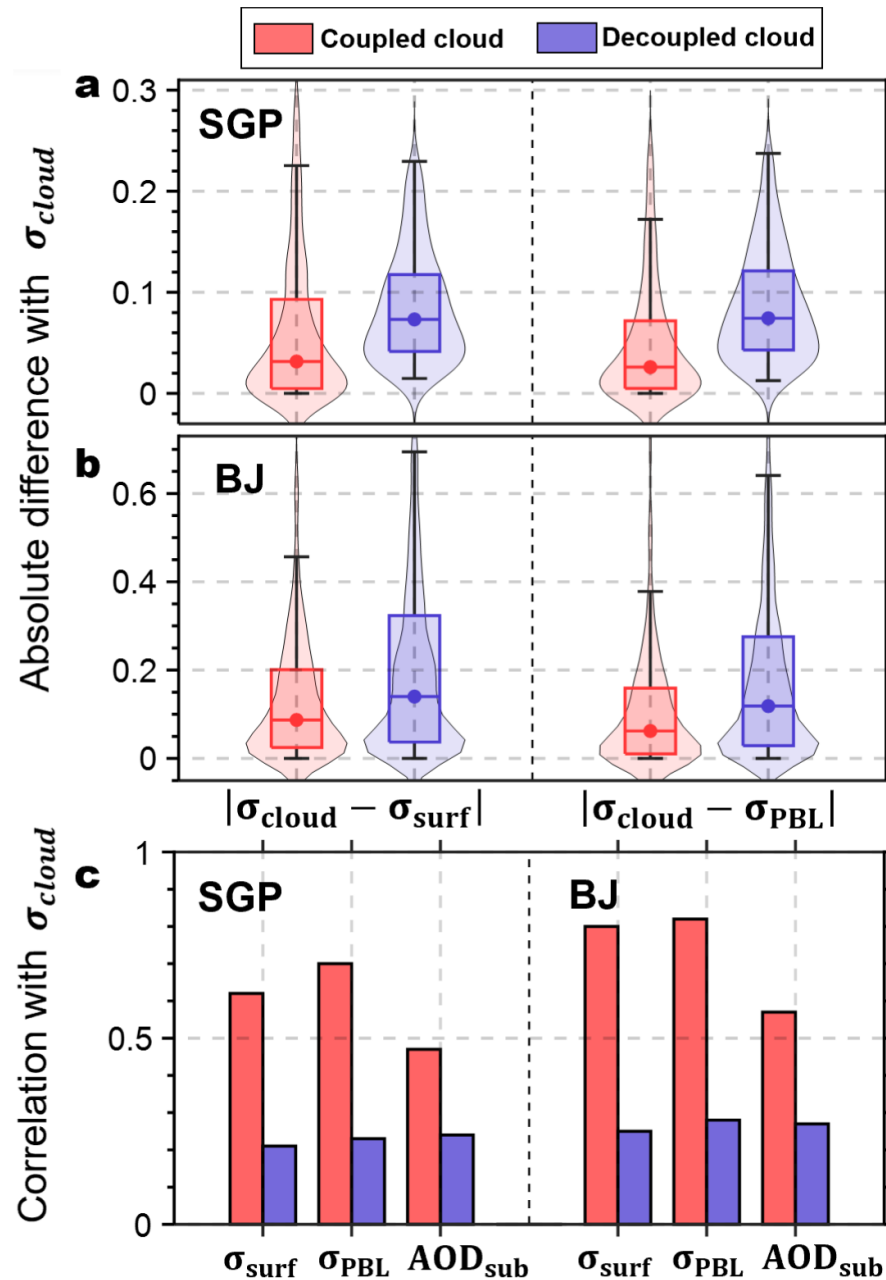 Coupled cloud Decoupled cloud
a
SGP
0.3
0.2
0.1
0
Absolute difference with σcloud
b
BJ
0.6
0.4
0.2
0
|σcloud − σsurf| |σcloud − σPBL|
c
SGP BJ
1
0.5
0
Correlation with σcloud
σsurf σPBL AODsub σsurf σPBL AODsub